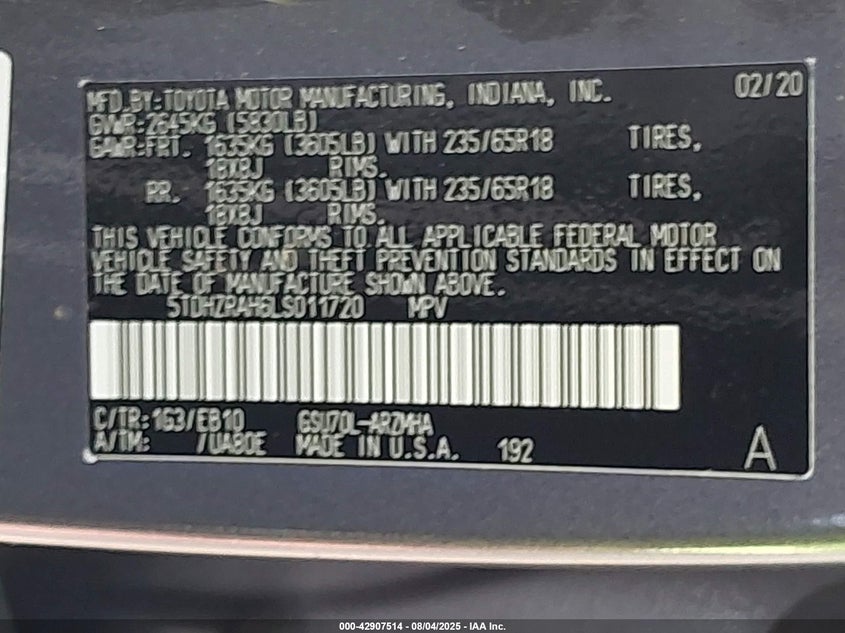 MFD.BY:TOYOTA MOTOR MANUFACTURING, INDIANA, INC. 02/20
GVWR:2645KG (5830LB)
GAWR:FRT. 1635KG (3605LB) WITH 235/65R18 TIRES,
18X8J RIMS.
RR. 1635KG (3605LB) WITH 235/65R18 TIRES,
18X8J RIMS.
THIS VEHICLE CONFORMS TO ALL APPLICABLE FEDERAL MOTOR
VEHICLE SAFETY AND THEFT PREVENTION STANDARDS IN EFFECT ON
THE DATE OF MANUFACTURE SHOWN ABOVE.
5TDHZRAH6LS011720 MPV
C/TR:1G3/EB10 GSU70L-ARZMHA
A/TM: /UA80E MADE IN U.S.A. 192 A
000-42907514 - 08/04/2025 - IAA Inc.